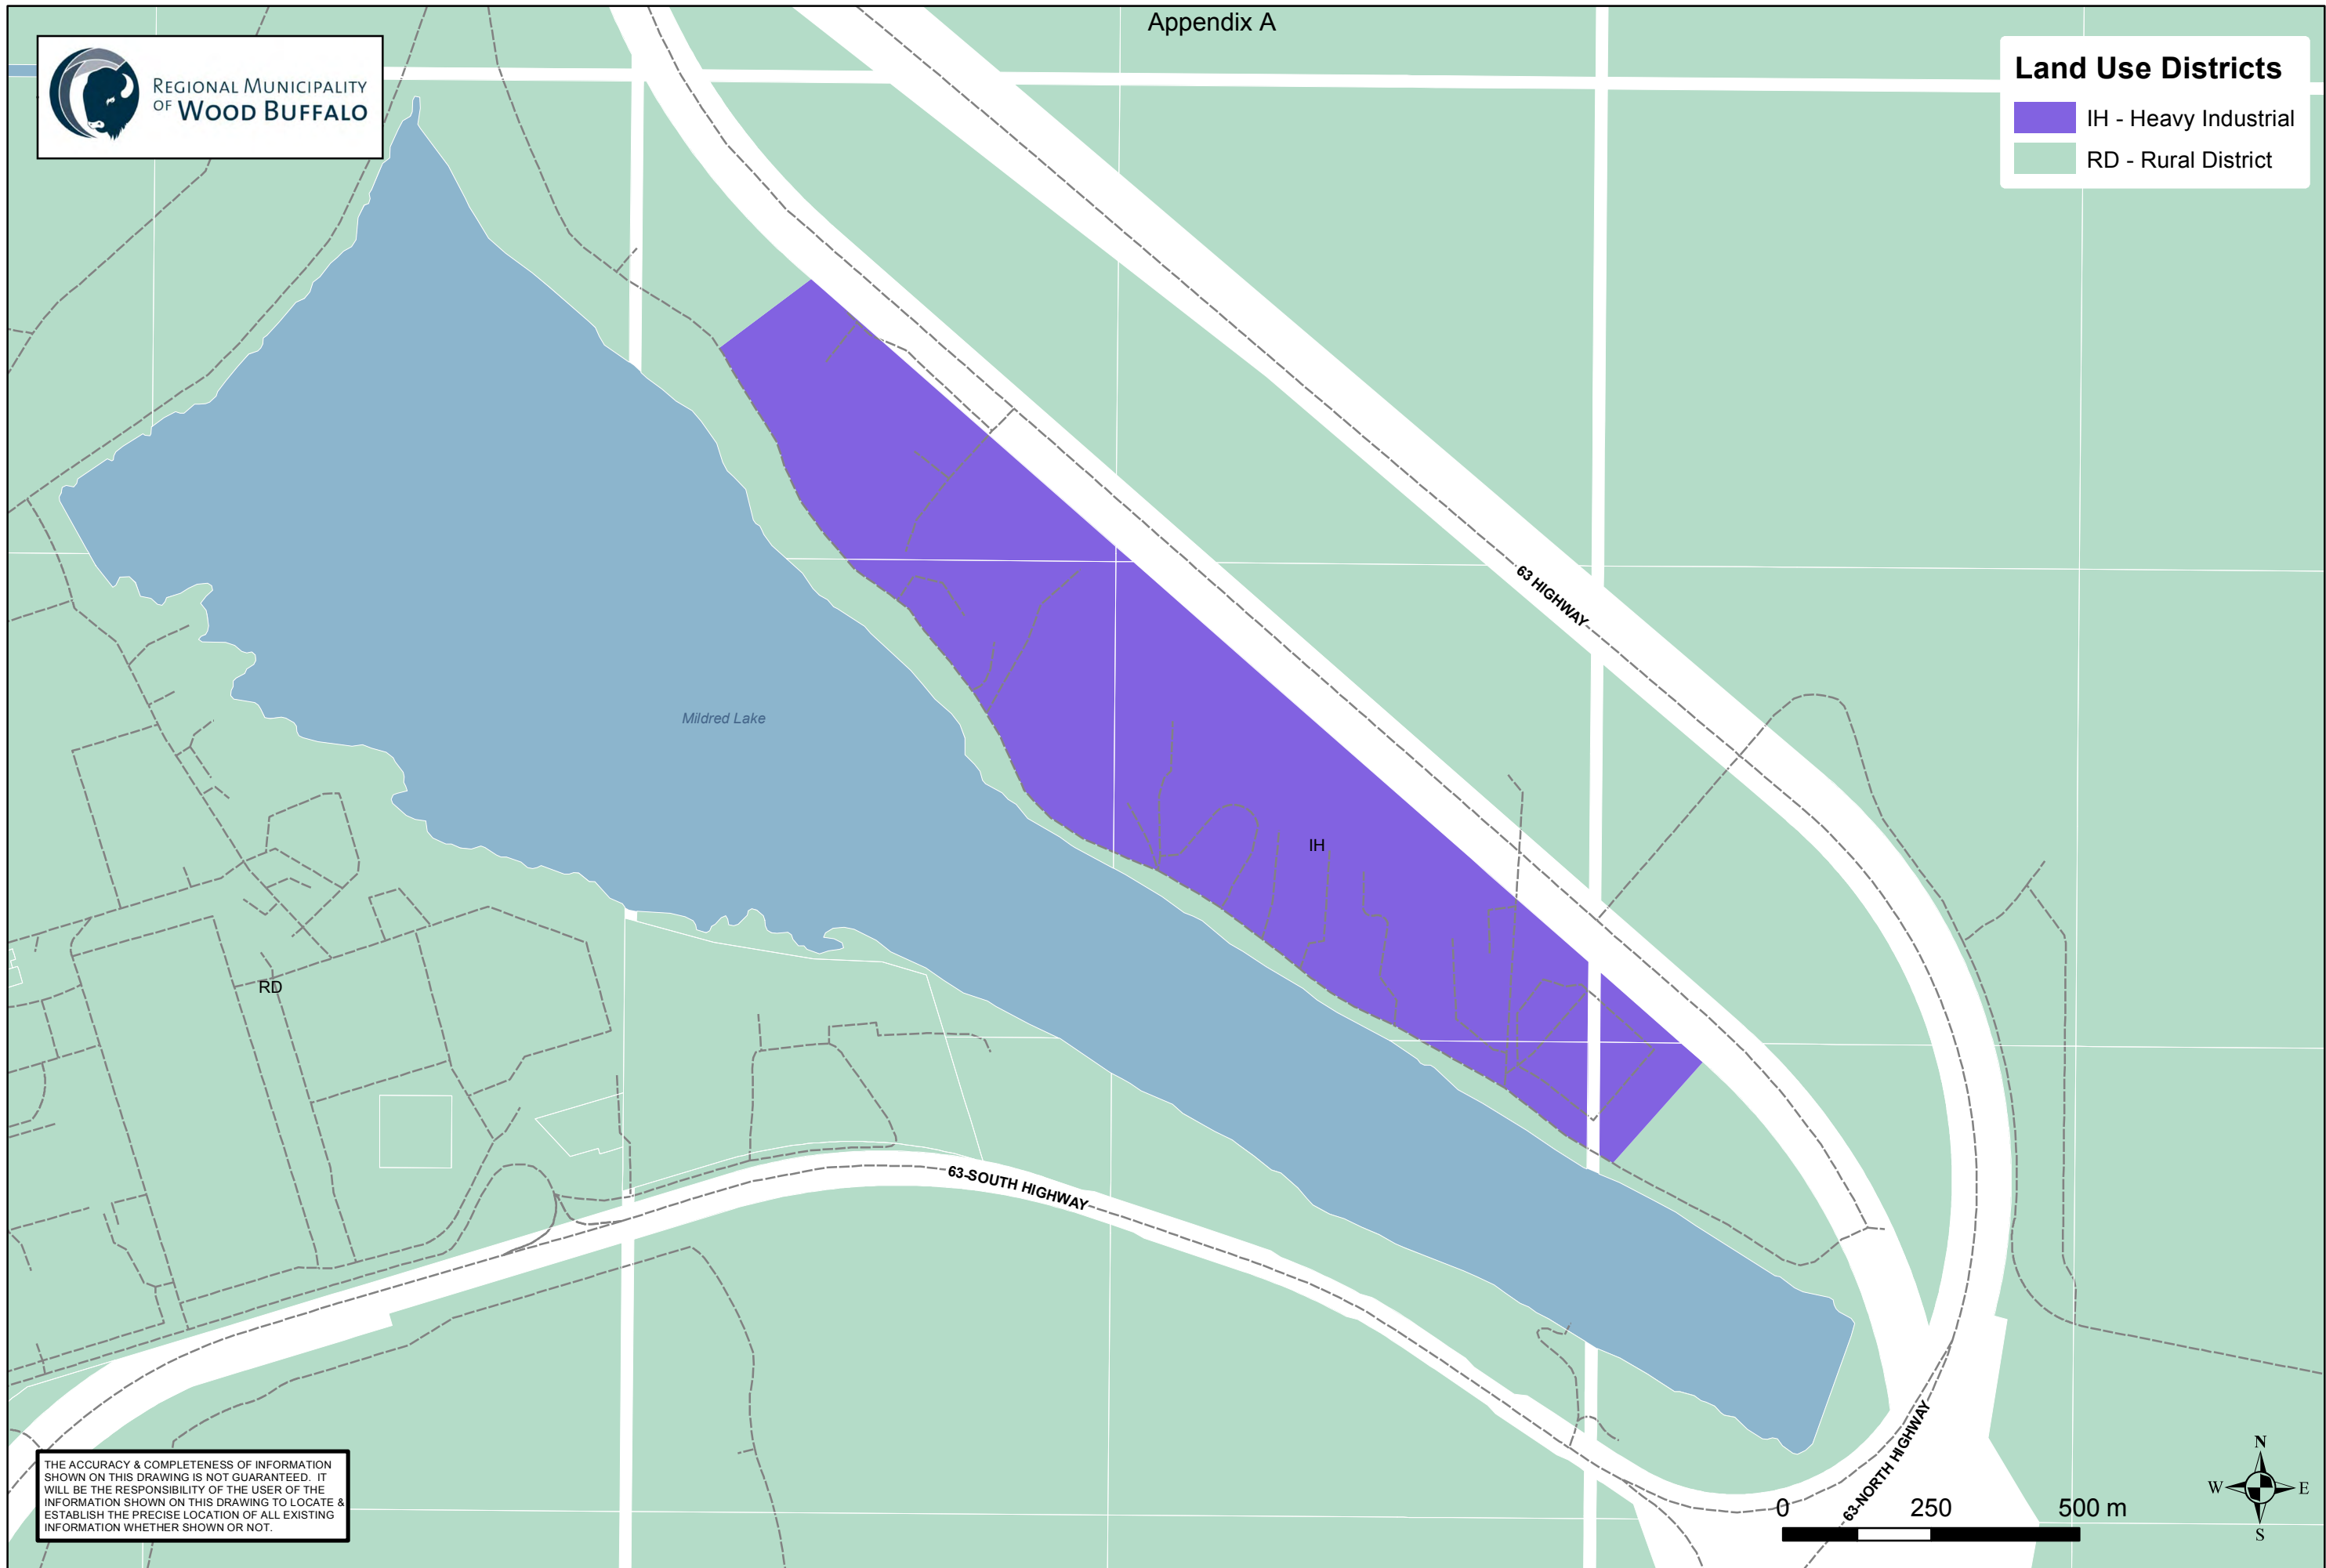 Appendix A
REGIONAL MUNICIPALITY
OF WOOD BUFFALO
Land Use Districts
IH - Heavy Industrial
RD - Rural District
63 HIGHWAY
Mildred Lake
IH
RD
63-SOUTH HIGHWAY
63-NORTH HIGHWAY
THE ACCURACY & COMPLETENESS OF INFORMATION
SHOWN ON THIS DRAWING IS NOT GUARANTEED. IT
WILL BE THE RESPONSIBILITY OF THE USER OF THE
INFORMATION SHOWN ON THIS DRAWING TO LOCATE &
ESTABLISH THE PRECISE LOCATION OF ALL EXISTING
INFORMATION WHETHER SHOWN OR NOT.
0 250 500 m
N
W E
S